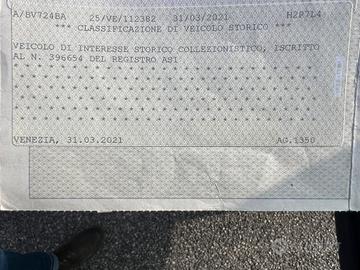 A/BV724BA 25/VE/112382 31/03/2021 H2P7L4
*** CLASSIFICAZIONE DI VEICOLO STORICO ***
VEICOLO DI INTERESSE STORICO COLLEZIONISTICO, ISCRITTO
AL N. 396654 DEL REGISTRO ASI
* * * * * * * * * * * * * * * * * * * * * * * * * * *
* * * * * * * * * * * * * * * * * * * * * * * * * * *
* * * * * * * * * * * * * * * * * * * * * * * * * * *
* * * * * * * * * * * * * * * * * * * * * * * * * * *
VENEZIA, 31.03.2021 AG.1350
subito